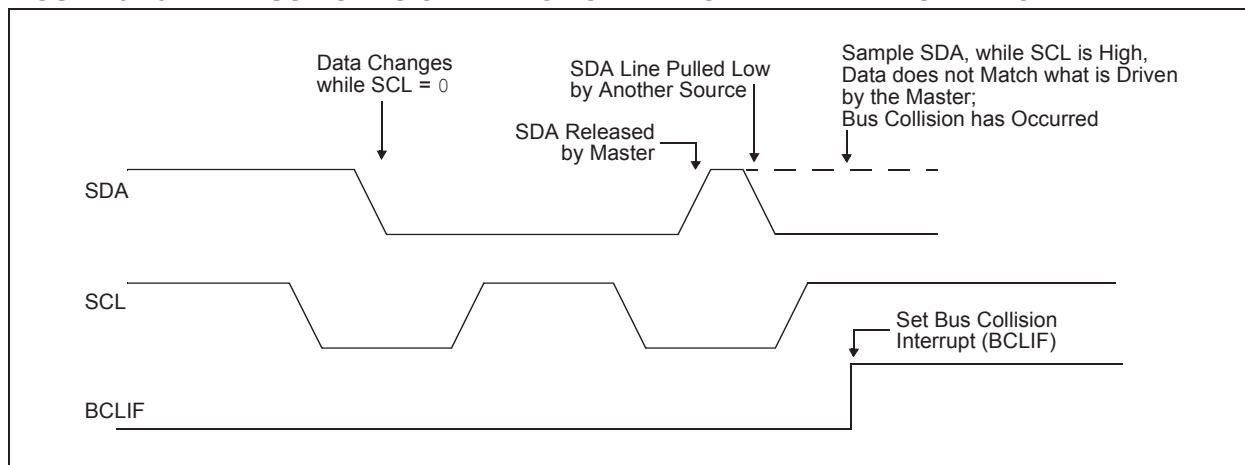 Data Changes
while SCL = 0
SDA Line Pulled Low
by Another Source
Sample SDA, while SCL is High,
Data does not Match what is Driven
by the Master;
Bus Collision has Occurred
SDA Released
by Master
SDA
SCL
Set Bus Collision
Interrupt (BCLIF)
BCLIF